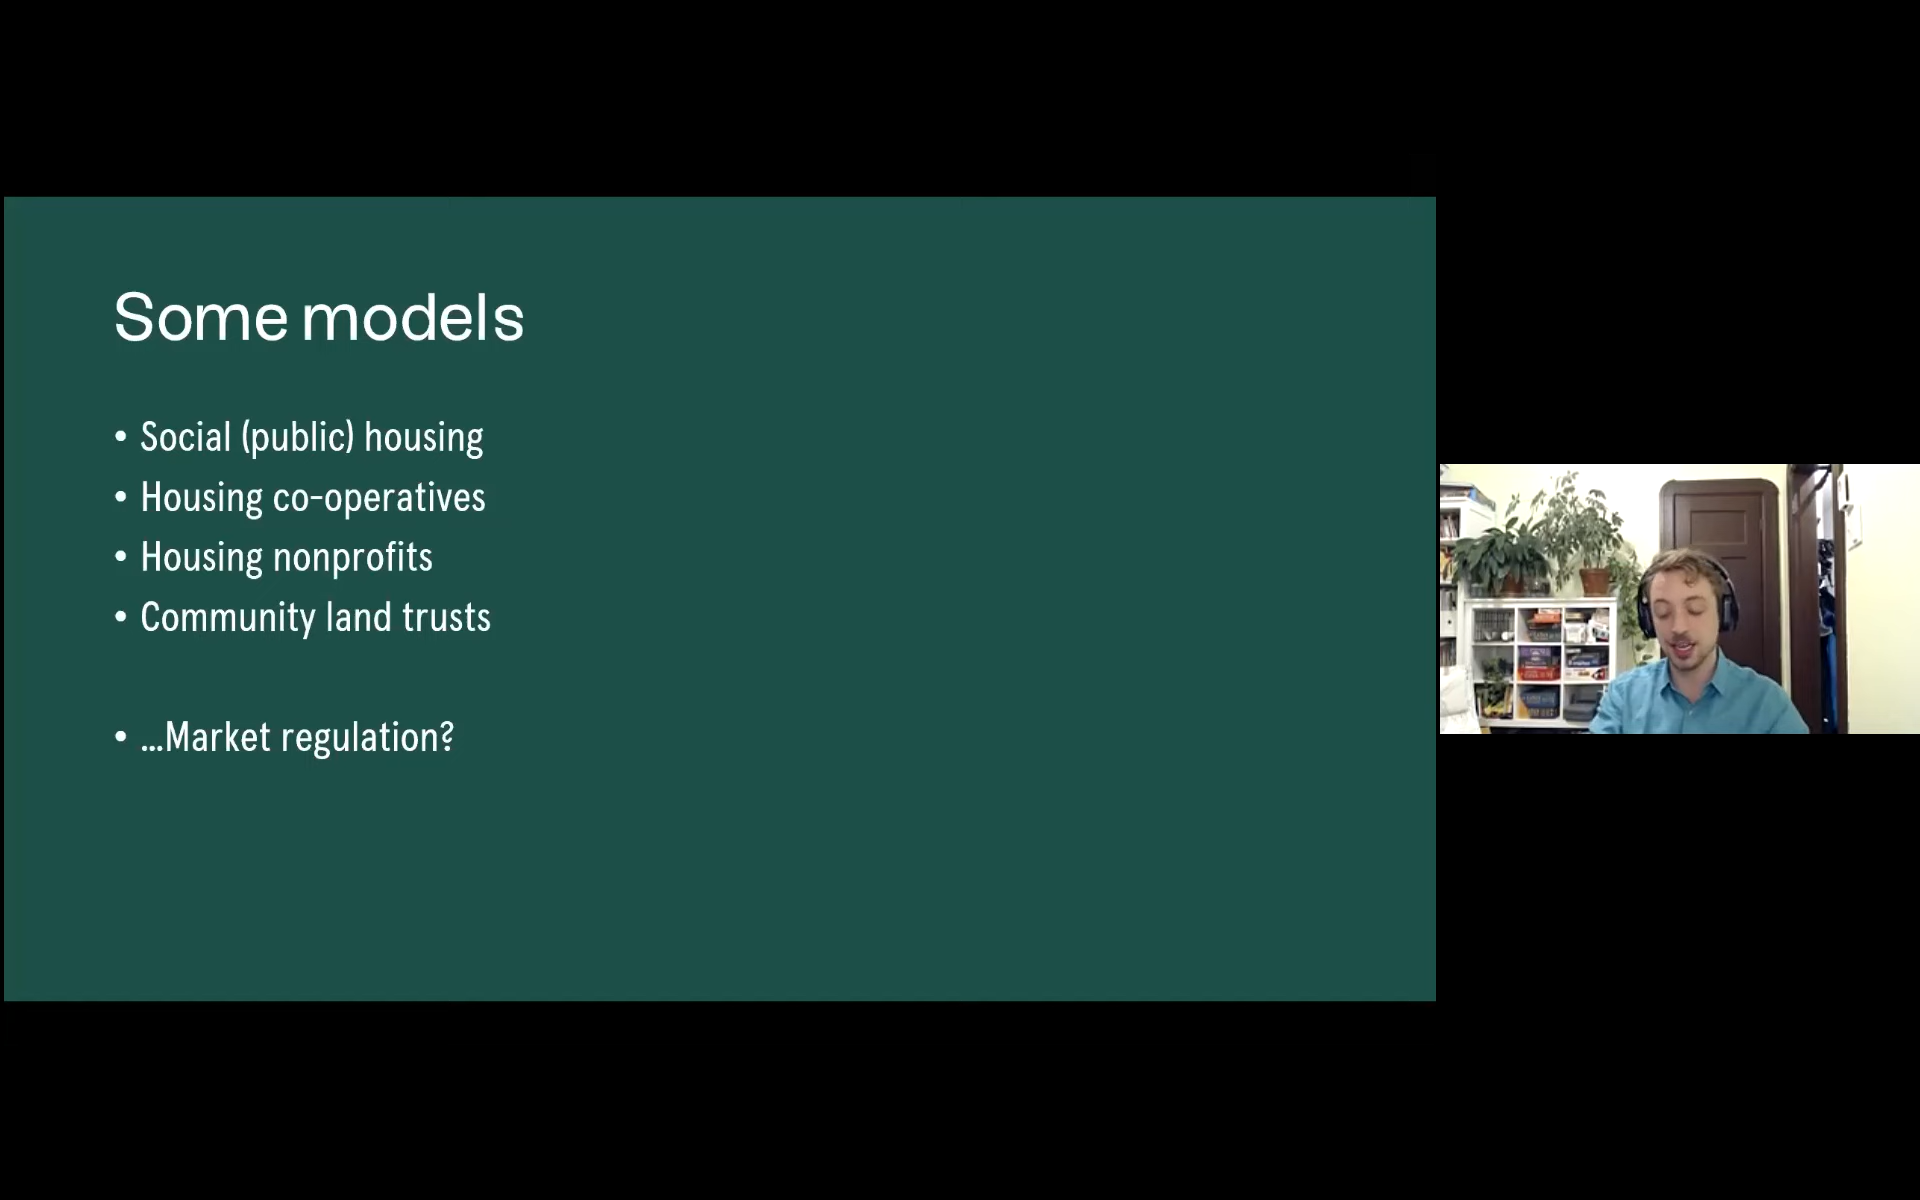 Some models
• Social (public) housing
• Housing co-operatives
• Housing nonprofits
• Community land trusts
• ...Market regulation?